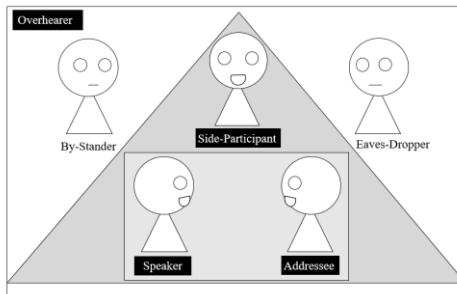 Overhearer
By-Stander
Side-Participant
Eaves-Dropper
Speaker
Addressee